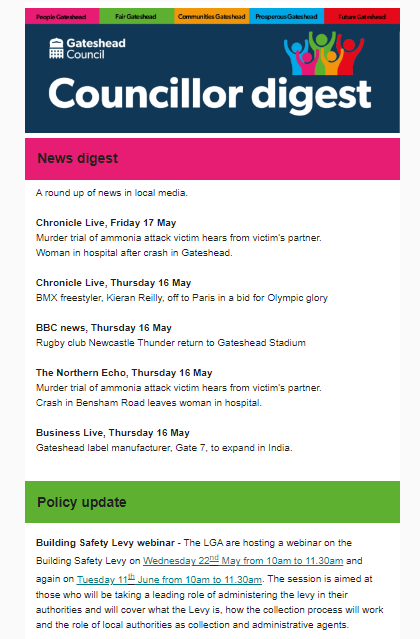 People Gateshead Fair Gateshead Communities Gateshead Prosperous Gateshead Future Gateshead
Gateshead
Council
Councillor digest
News digest
A round up of news in local media.
Chronicle Live, Friday 17 May
Murder trial of ammonia attack victim hears from victim's partner.
Woman in hospital after crash in Gateshead.
Chronicle Live, Thursday 16 May
BMX freestyler, Kieran Reilly, off to Paris in a bid for Olympic glory
BBC news, Thursday 16 May
Rugby club Newcastle Thunder return to Gateshead Stadium
The Northern Echo, Thursday 16 May
Murder trial of ammonia attack victim hears from victim's partner.
Crash in Bensham Road leaves woman in hospital.
Business Live, Thursday 16 May
Gateshead label manufacturer, Gate 7, to expand in India.
Policy update
Building Safety Levy webinar - The LGA are hosting a webinar on the
Building Safety Levy on Wednesday 22nd May from 10am to 11.30am and
again on Tuesday 11th June from 10am to 11.30am. The session is aimed at
those who will be taking a leading role of administering the levy in their
authorities and will cover what the Levy is, how the collection process will work
and the role of local authorities as collection and administrative agents.